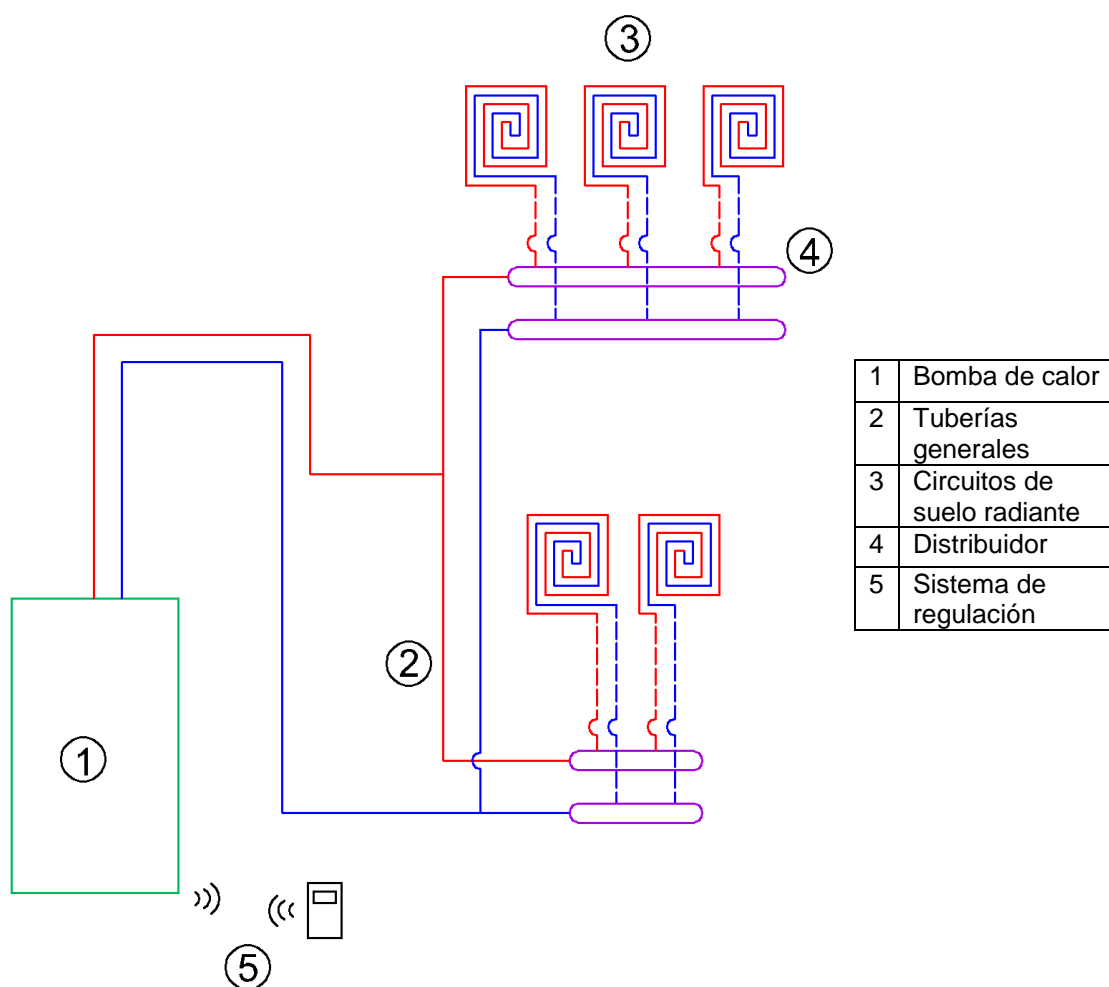 3
4
1 Bomba de calor
2 Tuberías
generales
3 Circuitos de
suelo radiante
4 Distribuidor
5 Sistema de
regulación
2
1
5